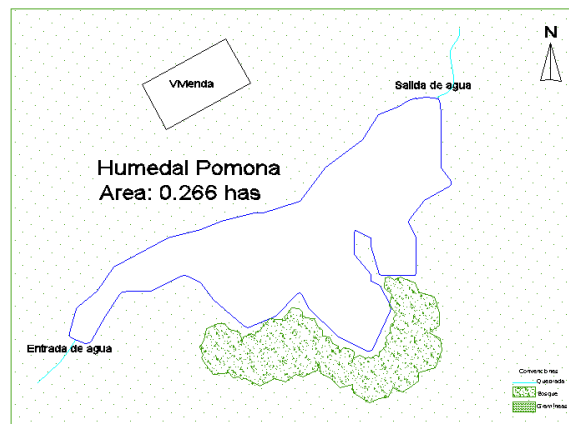 N
Vivienda
Salida de agua
Humedal Pomona
Area: 0.266 has
Entrada de agua
Convenciones
Quebrada
Bosque
Gramíneas